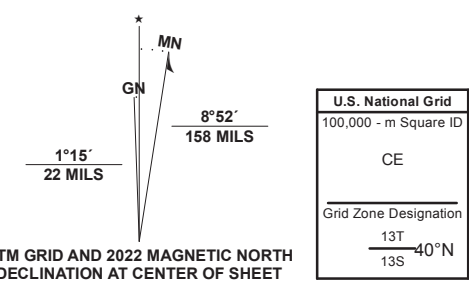 MN
GN
8°52´
158 MILS
1°15´
22 MILS
TM GRID AND 2022 MAGNETIC NORTH
DECLINATION AT CENTER OF SHEET
U.S. National Grid
100,000 - m Square ID
CE
Grid Zone Designation
13T
40°N
13S